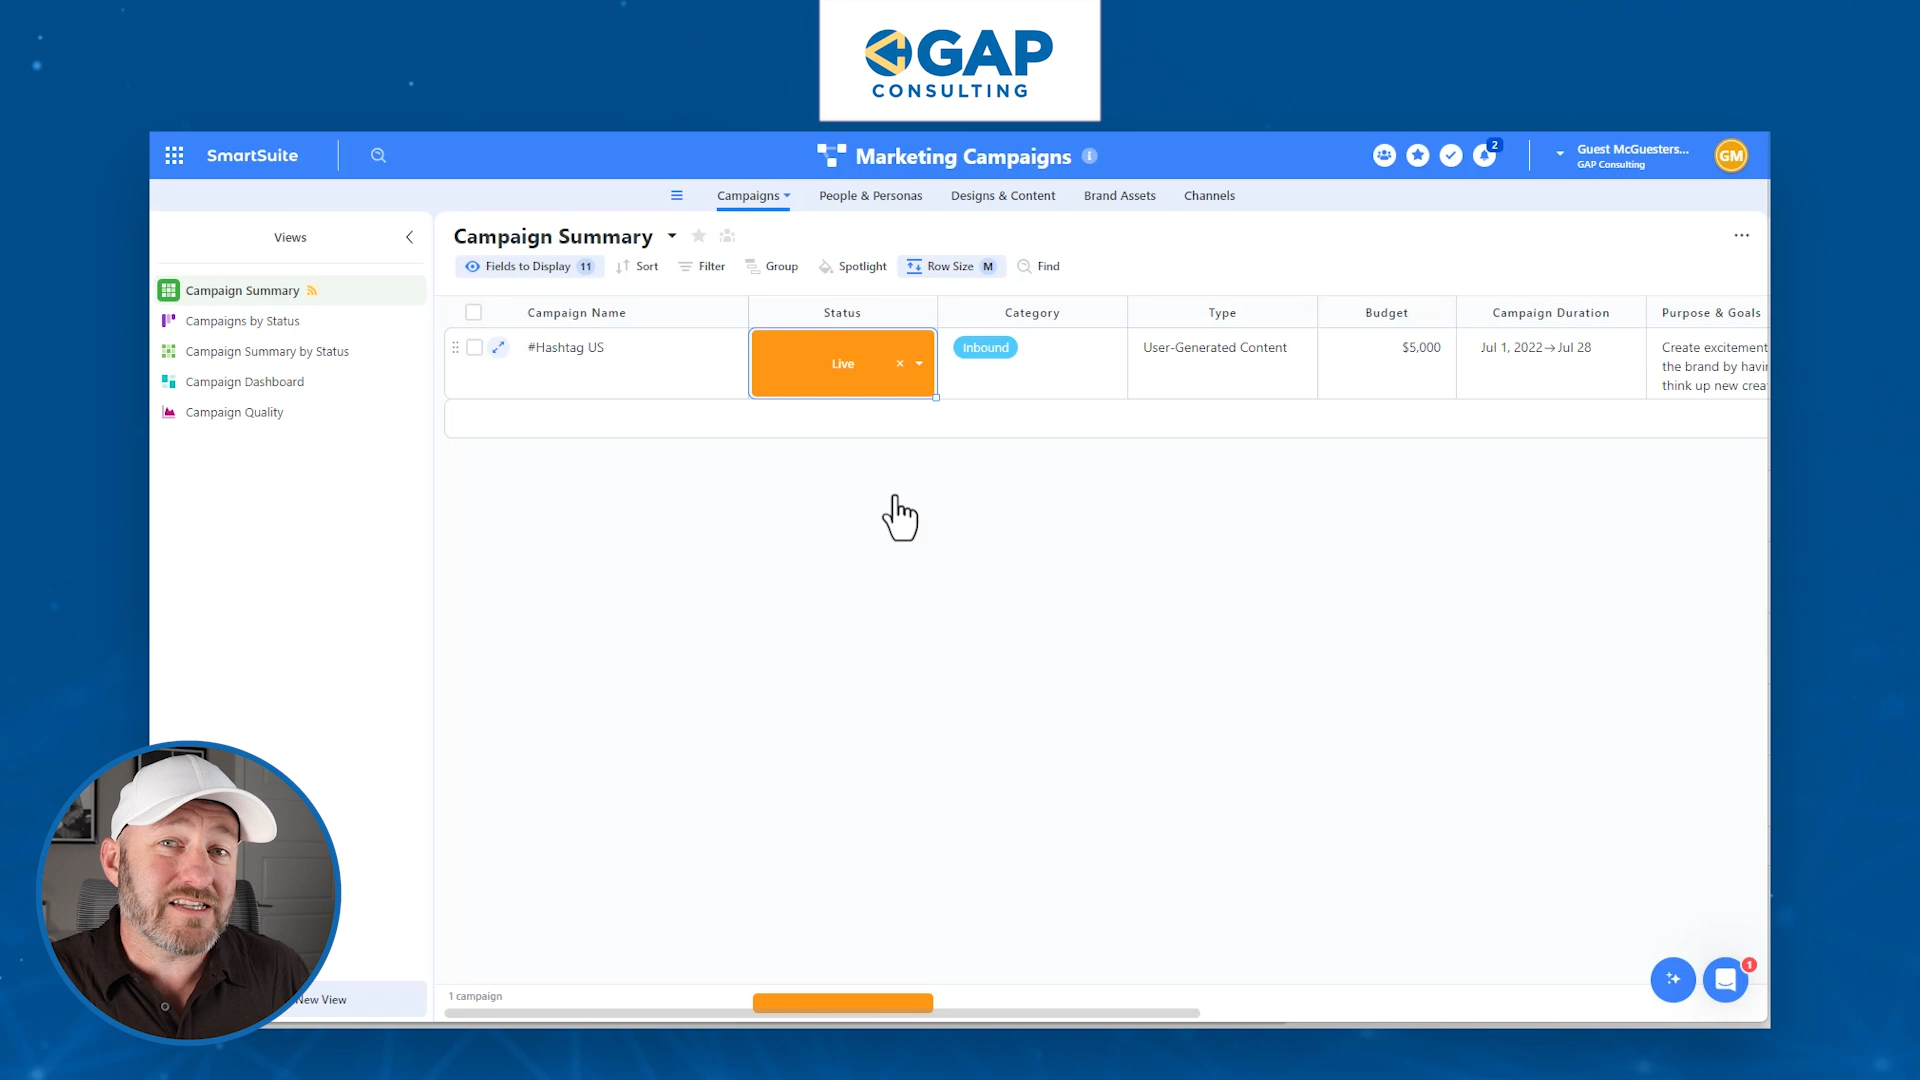 GAP
CONSULTING
SmartSuite
Marketing Campaigns
2
Guest McGuesters...
GAP Consulting
GM
Campaigns
People & Personas
Designs & Content
Brand Assets
Channels
Views
Campaign Summary
Campaigns by Status
Campaign Summary by Status
Campaign Dashboard
Campaign Quality
New View
Campaign Summary
Fields to Display 11
Sort
Filter
Group
Spotlight
Row Size M
Find
Campaign Name
Status
Category
Type
Budget
Campaign Duration
Purpose & Goals
#Hashtag US
Live
Inbound
User-Generated Content
$5,000
Jul 1, 2022→Jul 28
Create excitement
the brand by havin
think up new crea
1 campaign
1